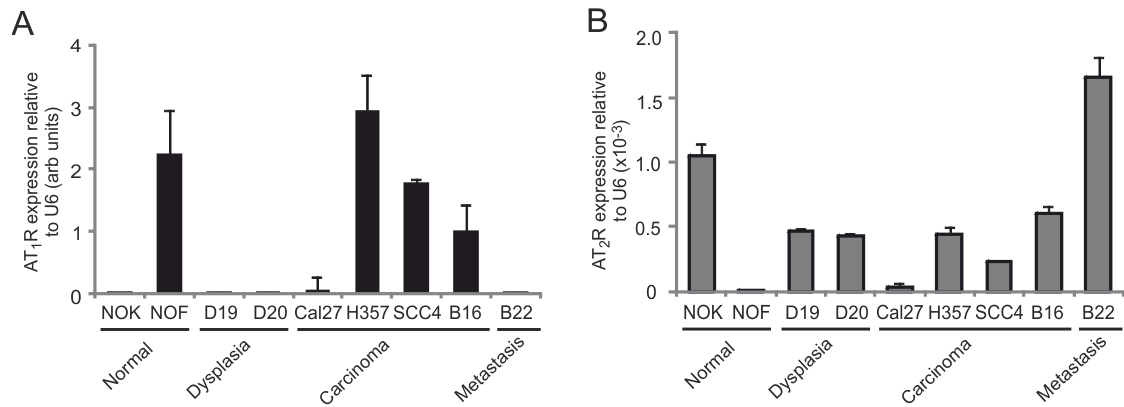 A
AT₁R expression relative
to U6 (arb units)
4
3
2
1
0
NOK NOF D19 D20 Cal27 H357 SCC4 B16 B22
Normal Dysplasia Carcinoma Metastasis
B
AT₂R expression relative
to U6 (x10⁻³)
2.0
1.5
1.0
0.5
0
NOK NOF D19 D20 Cal27 H357 SCC4 B16 B22
Normal Dysplasia Carcinoma Metastasis